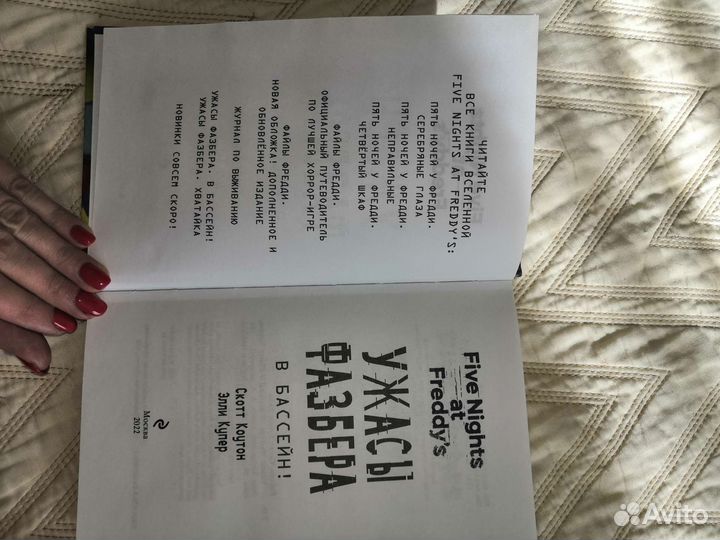 ЧИТАЙТЕ
ВСЕ КНИГИ ВСЕЛЕННОЙ
FIVE NIGHTS AT FREDDY'S:
ПЯТЬ НОЧЕЙ У ФРЕДДИ.
СЕРЕБРЯНЫЕ ГЛАЗА
ПЯТЬ НОЧЕЙ У ФРЕДДИ.
НЕПРАВИЛЬНЫЕ
ПЯТЬ НОЧЕЙ У ФРЕДДИ.
ЧЕТВЕРТЫЙ ШКАФ
ФАЙЛЫ ФРЕДДИ.
ОФИЦИАЛЬНЫЙ ПУТЕВОДИТЕЛЬ
ПО ЛУЧШЕЙ ХОРРОР-ИГРЕ
ФАЙЛЫ ФРЕДДИ.
НОВАЯ ОБЛОЖКА! ДОПОЛНЕННОЕ И
ОБНОВЛЁННОЕ ИЗДАНИЕ
ЖУРНАЛ ПО ВЫЖИВАНИЮ
УЖАСЫ ФАЗБЕРА. В БАССЕЙН!
УЖАСЫ ФАЗБЕРА. ХВАТАЙКА
НОВИНКИ СОВСЕМ СКОРО!
Five Nights
at
Freddy's
УЖАСЫ
ФАЗБЕРА
В БАССЕЙН!
Скотт Коутон
Элли Купер
Москва
2022
Avito